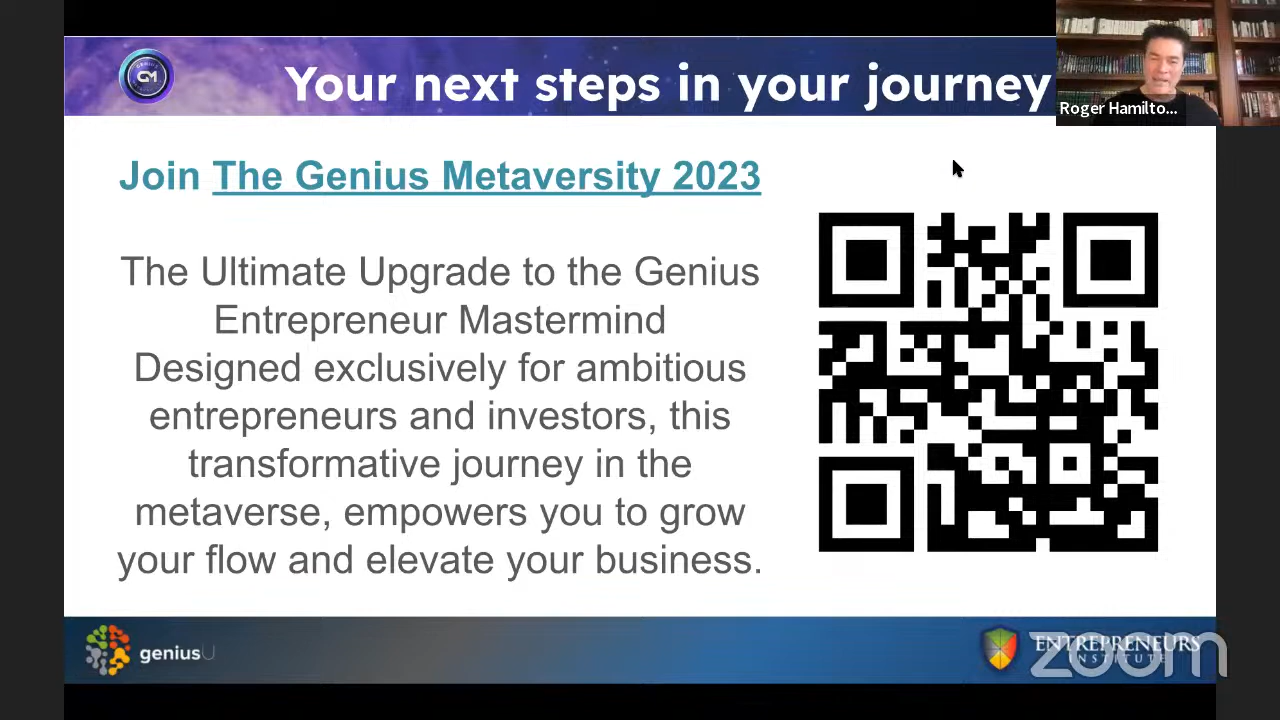 Your next steps in your journey
Roger Hamilto...
Join The Genius Metaversity 2023
The Ultimate Upgrade to the Genius
Entrepreneur Mastermind
Designed exclusively for ambitious
entrepreneurs and investors, this
transformative journey in the
metaverse, empowers you to grow
your flow and elevate your business.
geniusU
ENTREPRENEURS
INSTITUTE
zoom